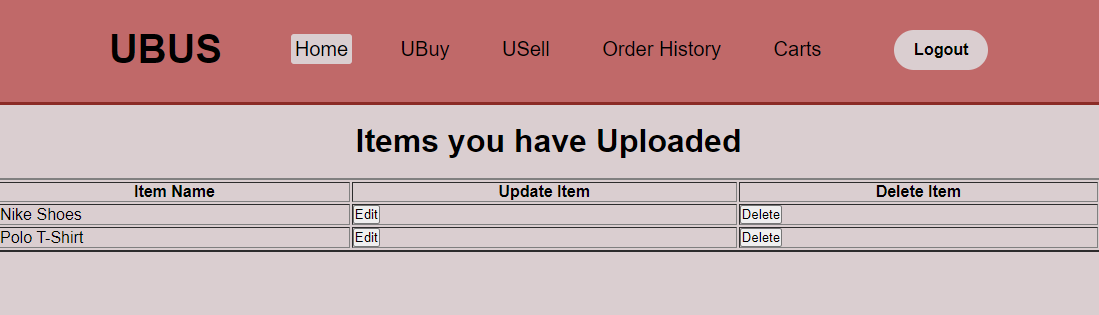 UBUS Home UBuy USell Order History Carts Logout
Items you have Uploaded
Item Name Update Item Delete Item
Nike Shoes Edit Delete
Polo T-Shirt Edit Delete